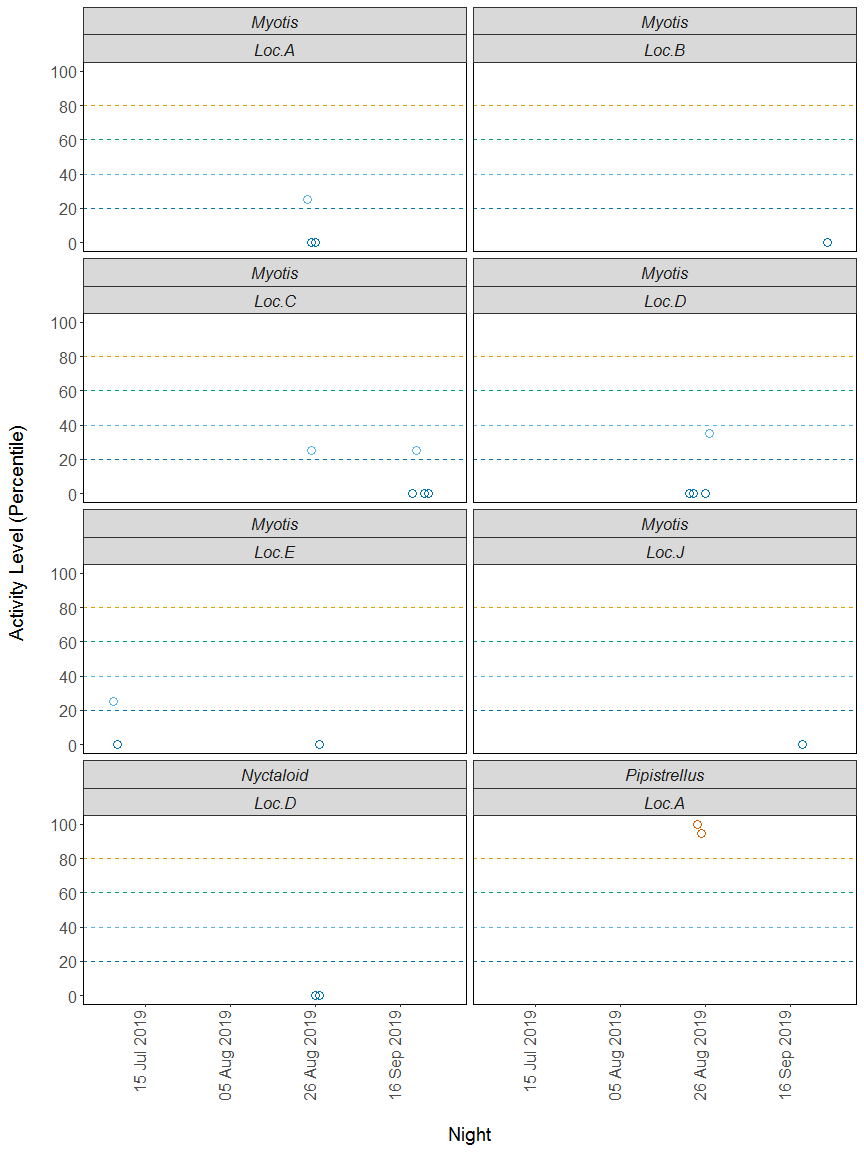 Myotis Myotis
Loc.A Loc.B
100
80
60
40
20
0
Myotis Myotis
Loc.C Loc.D
100
80
60
40
20
0
Myotis Myotis
Loc.E Loc.J
100
80
60
40
20
0
Nyctaloid Pipistrellus
Loc.D Loc.A
100
80
60
40
20
0
15 Jul 2019
05 Aug 2019
26 Aug 2019
16 Sep 2019
15 Jul 2019
05 Aug 2019
26 Aug 2019
16 Sep 2019
Night
Activity Level (Percentile)